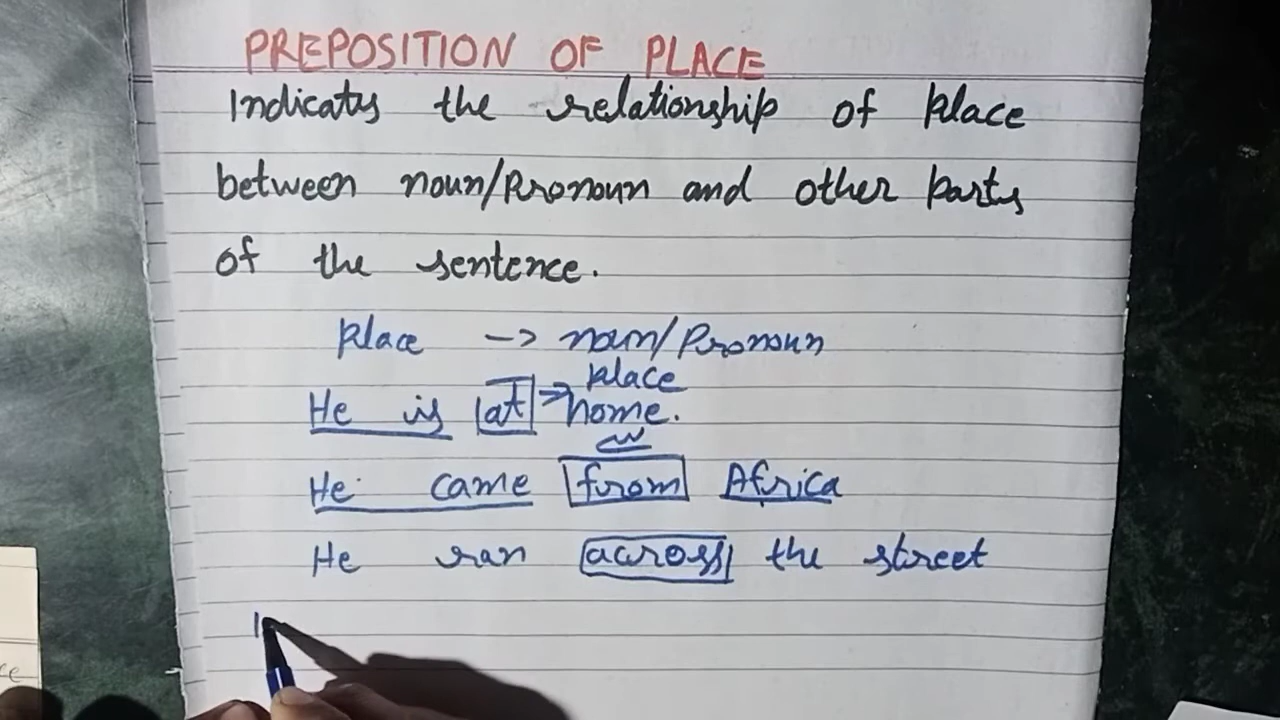 PREPOSITION OF PLACE
Indicates the relationship of place
between noun/Pronoun and other parts
of the sentence.
place -> noun/Pronoun
place
He is at => home.
He came from Africa
He ran across the street